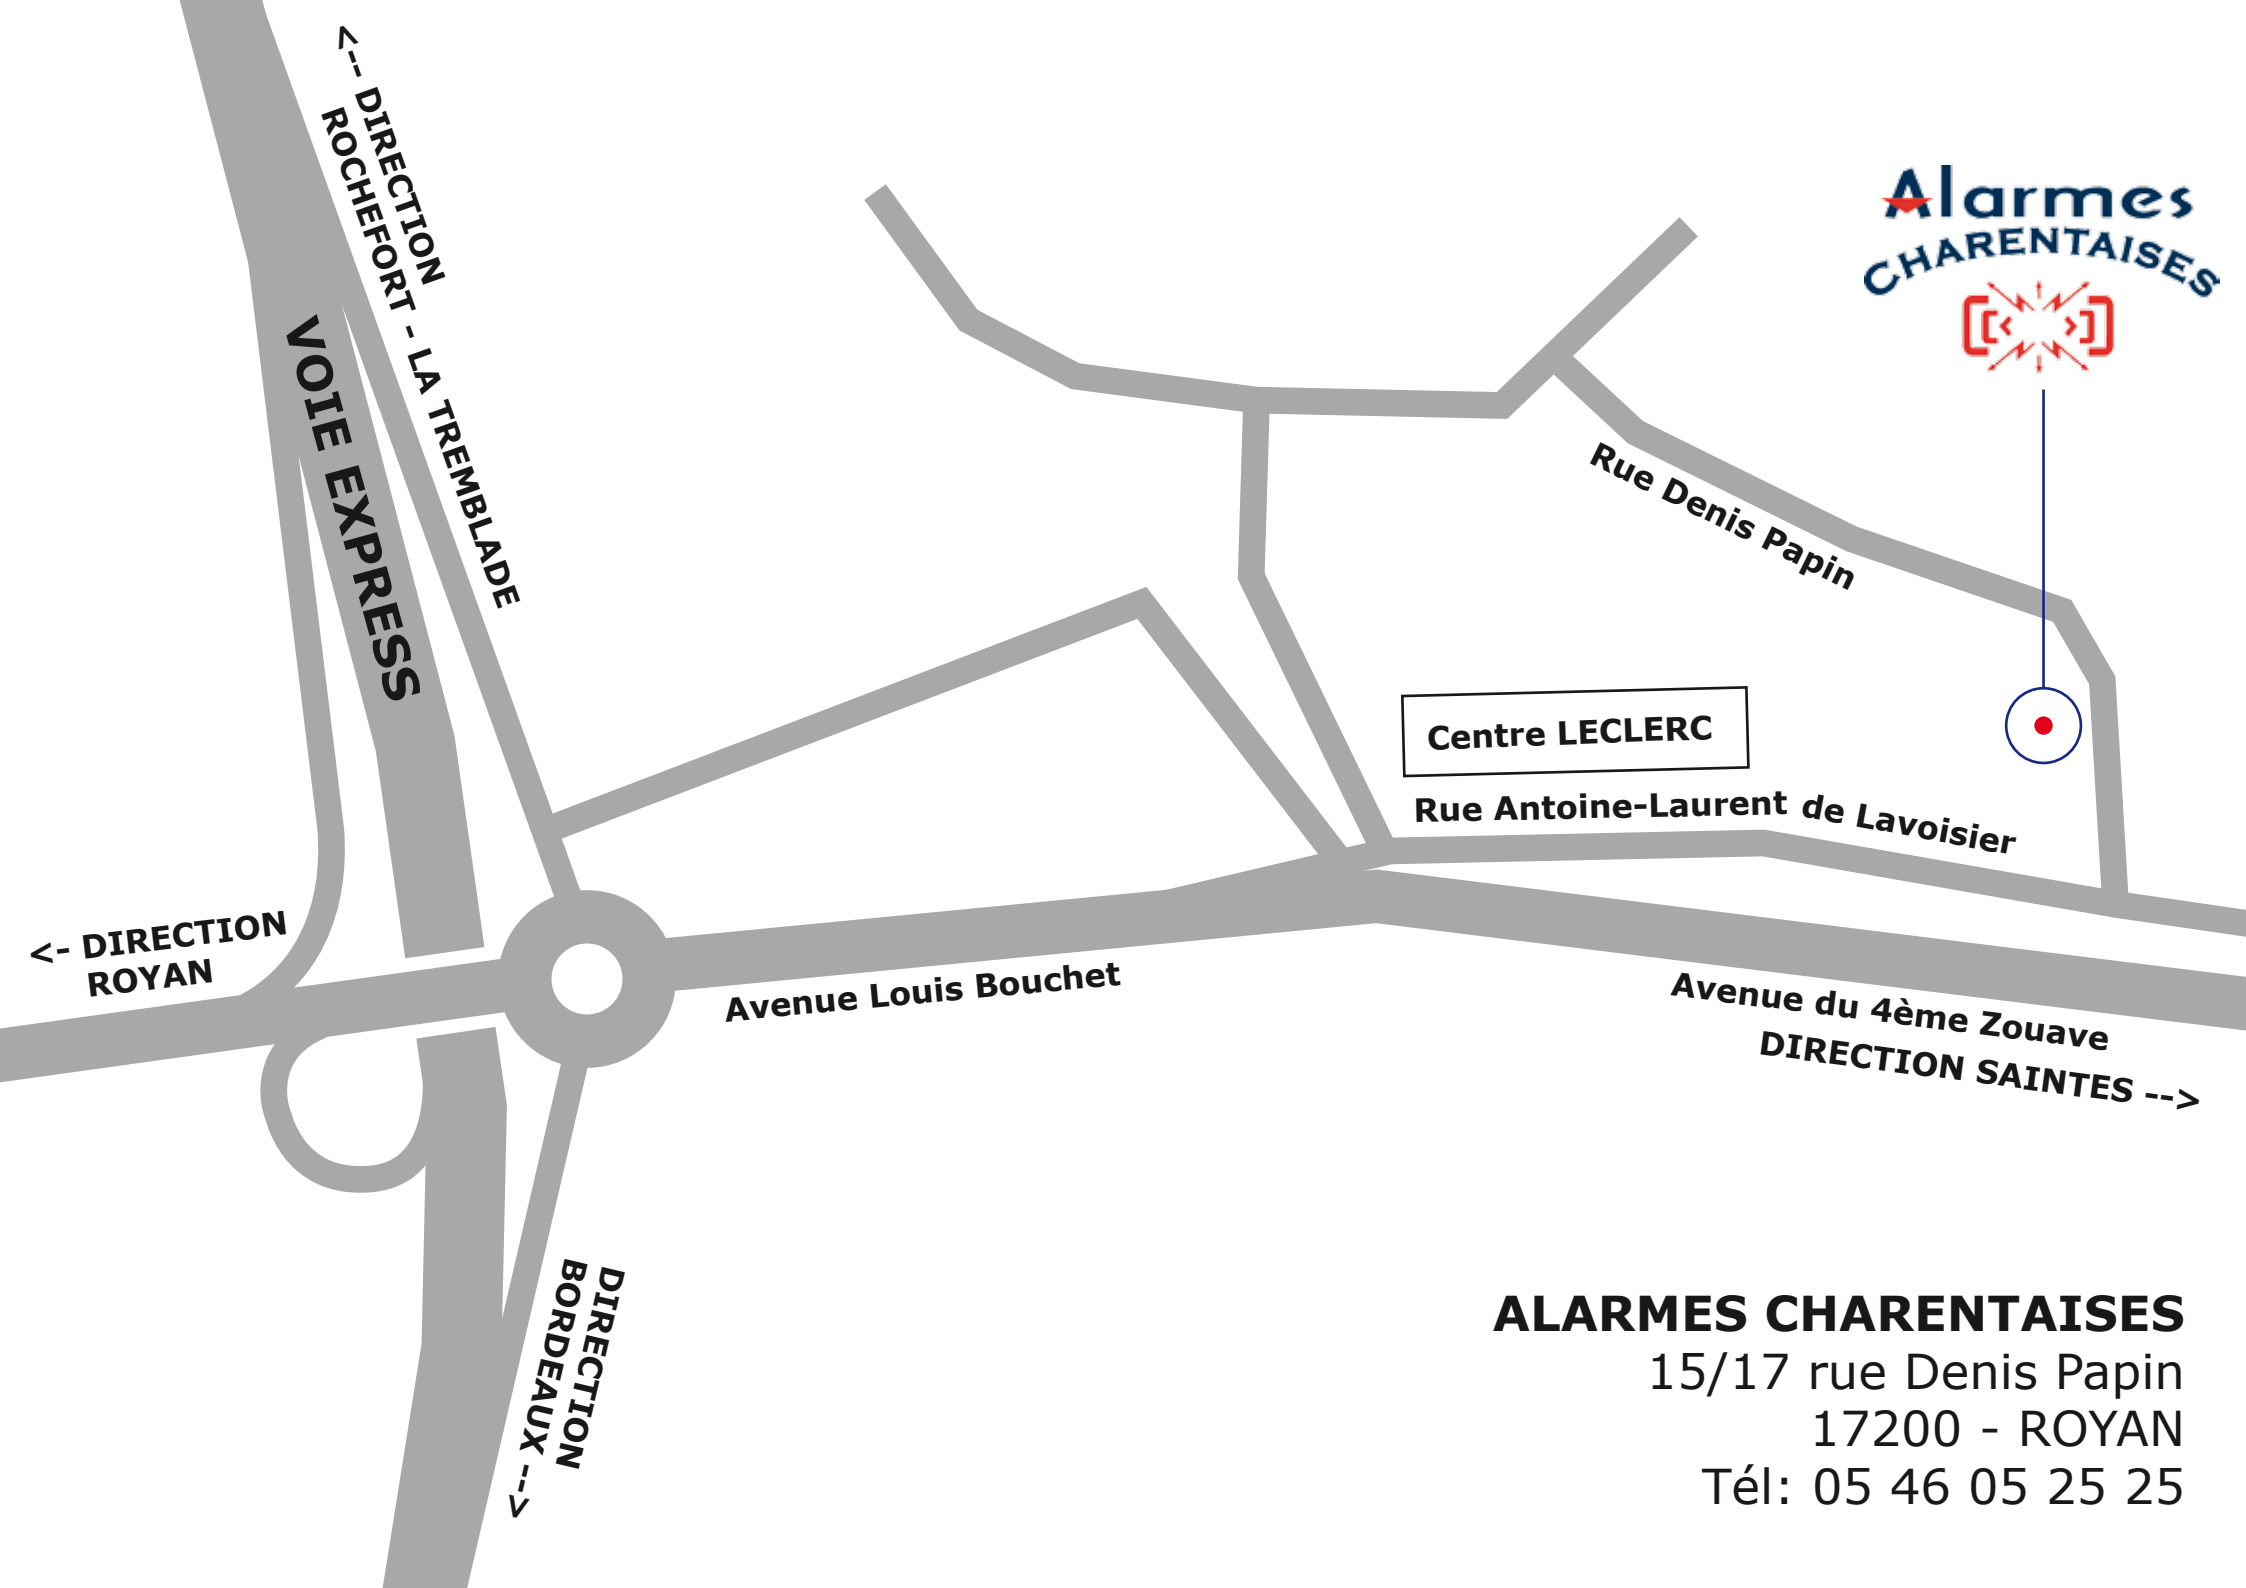 <--- DIRECTION
ROCHEFORT - LA TREMBLADE
VOIE EXPRESS
Alarmes
CHARENTAISES
Rue Denis Papin
Centre LECLERC
Rue Antoine-Laurent de Lavoisier
<- DIRECTION
ROYAN
Avenue Louis Bouchet
Avenue du 4ème Zouave
DIRECTION SAINTES -->
DIRECTION
BORDEAUX --->
ALARMES CHARENTAISES
15/17 rue Denis Papin
17200 - ROYAN
Tél: 05 46 05 25 25